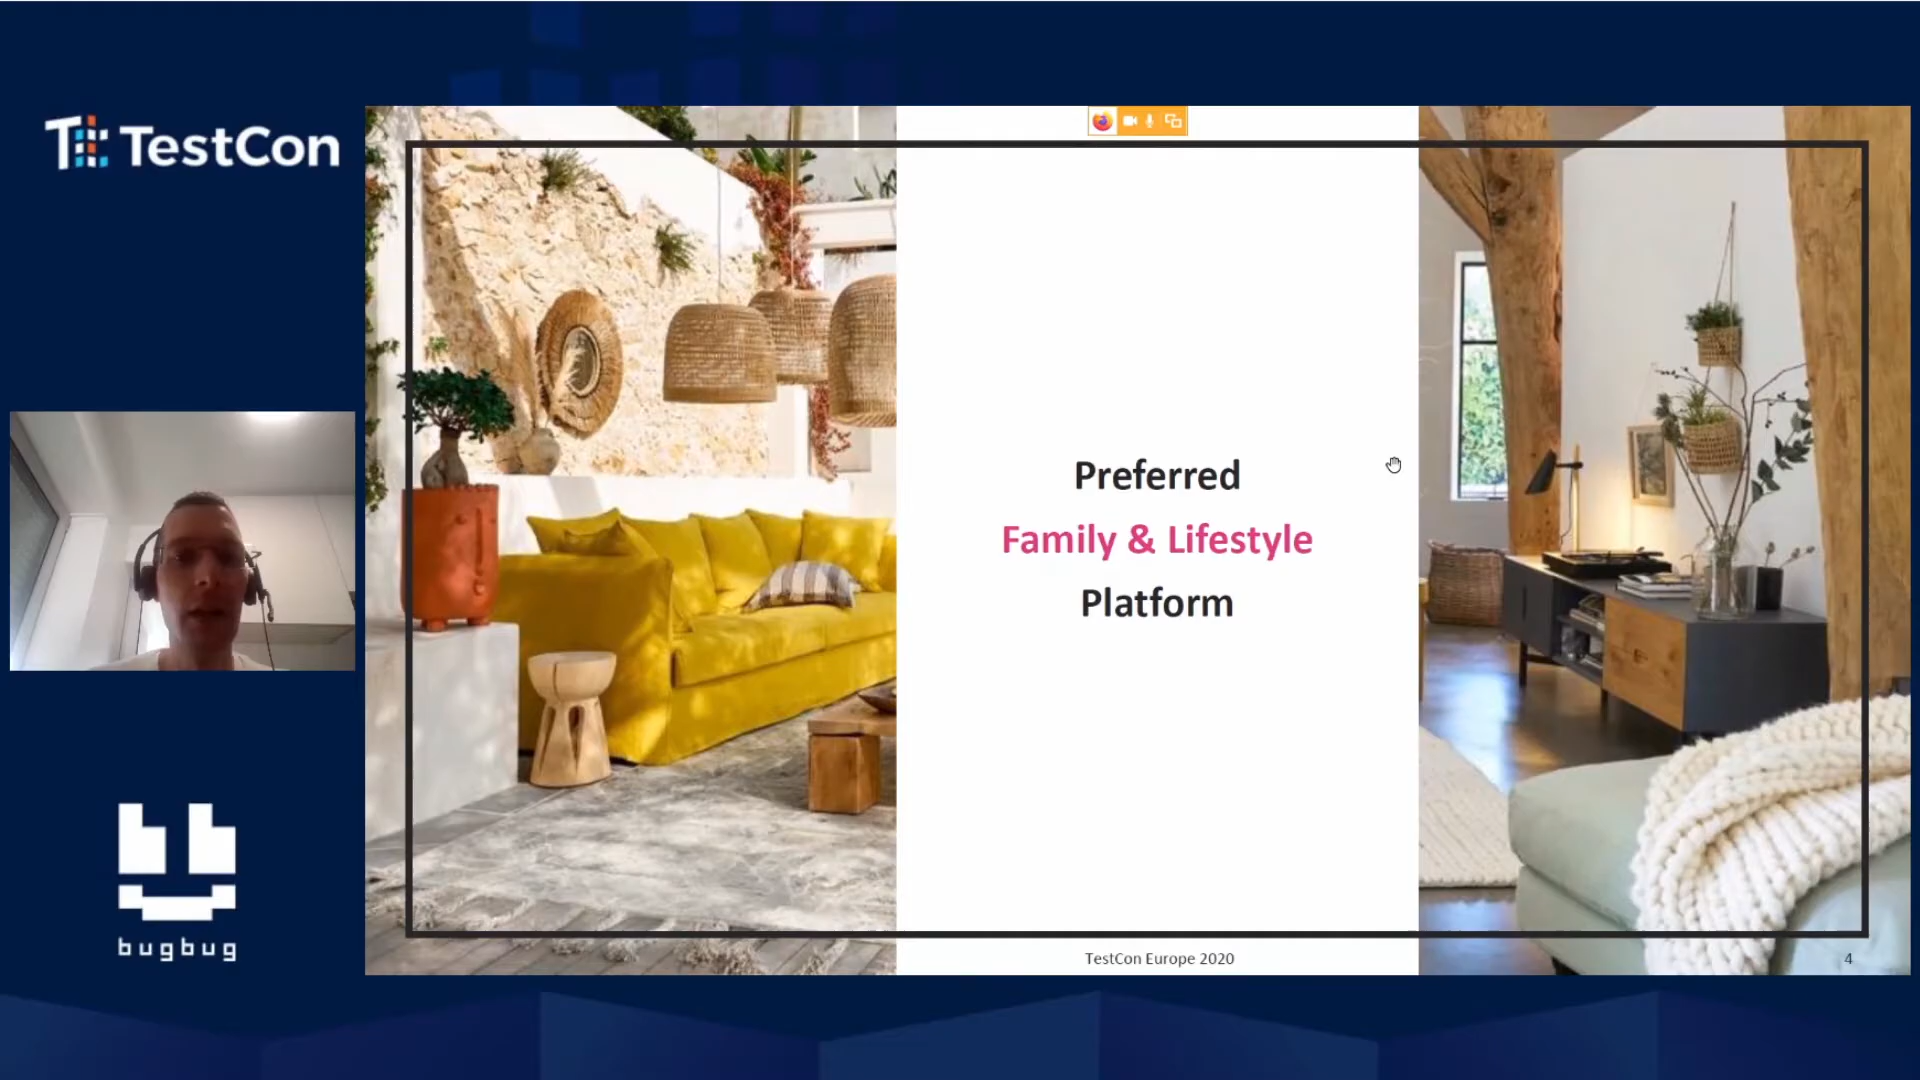 TestCon
Preferred
Family & Lifestyle
Platform
bugbug
TestCon Europe 2020
4